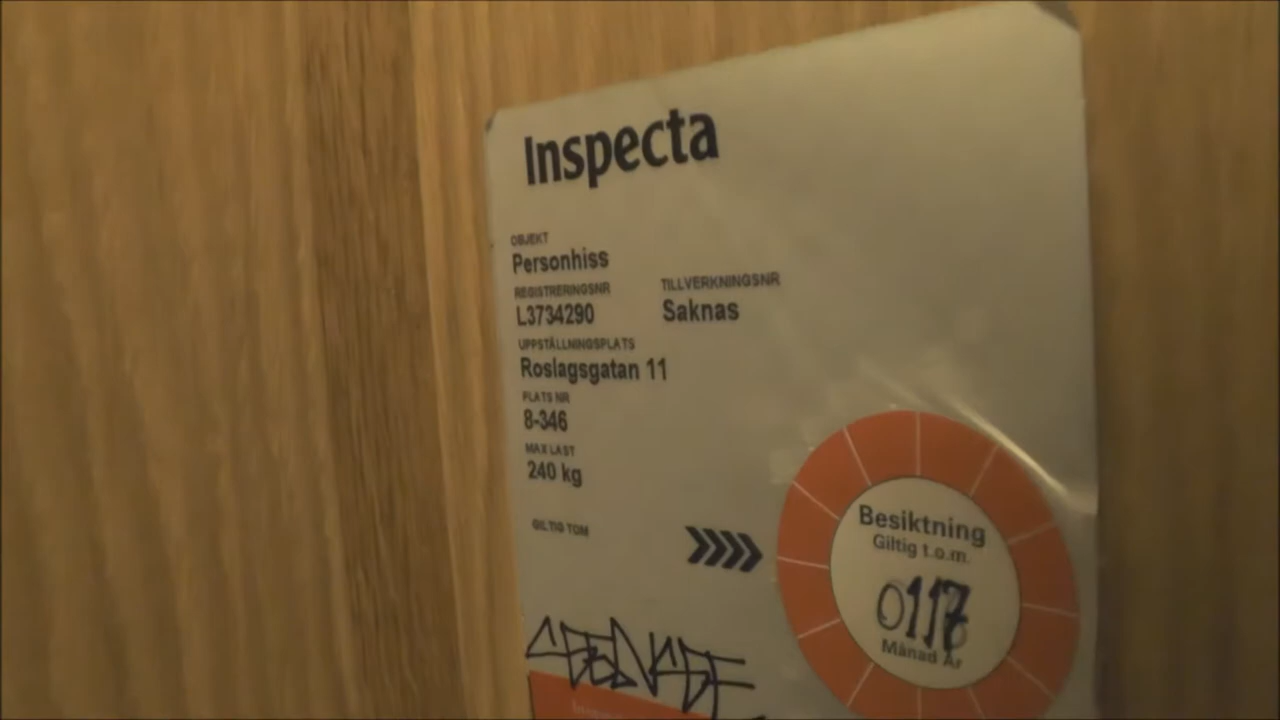 Inspecta
OBJEKT
Personhiss
REGISTRERINGSNR TILLVERKNINGSNR
L3734290 Saknas
UPPSTÄLLNINGSPLATS
Roslagsgatan 11
PLATS NR
8-346
MAX LAST
240 kg
GILTIG TOM
Besiktning
Giltig t.o.m.
0117
Månad År